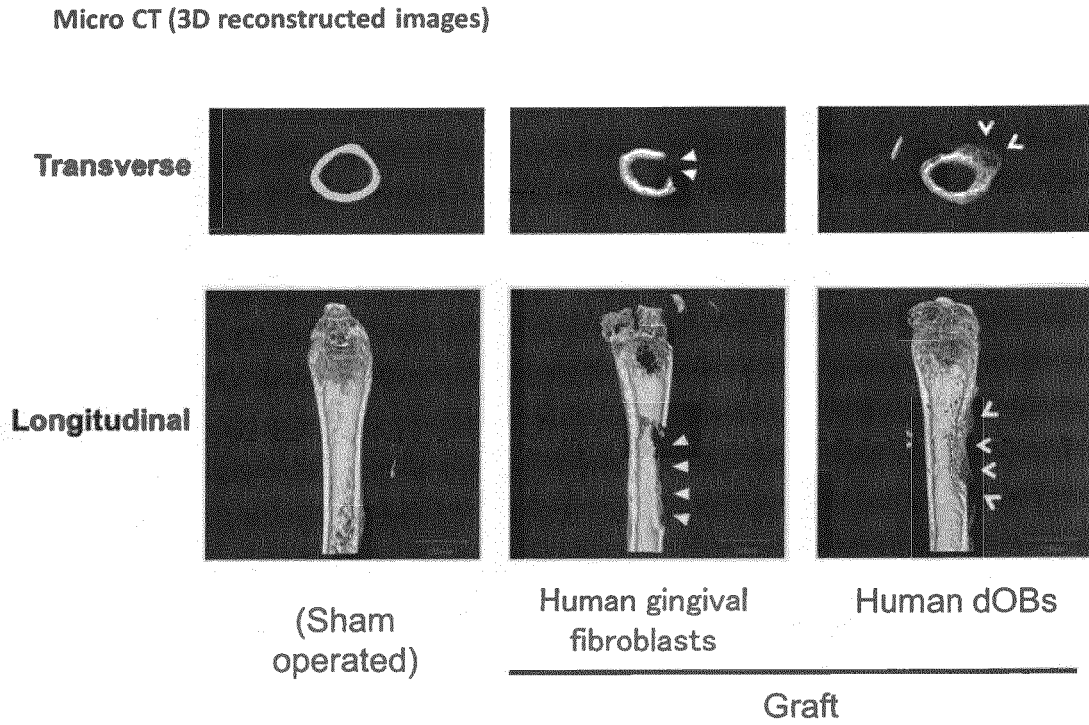 Micro CT (3D reconstructed images)
Transverse
Longitudinal
(Sham
operated)
Human gingival
fibroblasts
Human dOBs
Graft